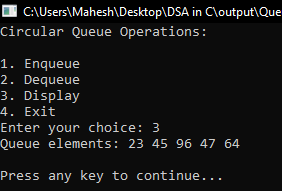 C:\Users\Mahesh\Desktop\DSA in C\output\Que
Circular Queue Operations:
1. Enqueue
2. Dequeue
3. Display
4. Exit
Enter your choice: 3
Queue elements: 23 45 96 47 64
Press any key to continue...